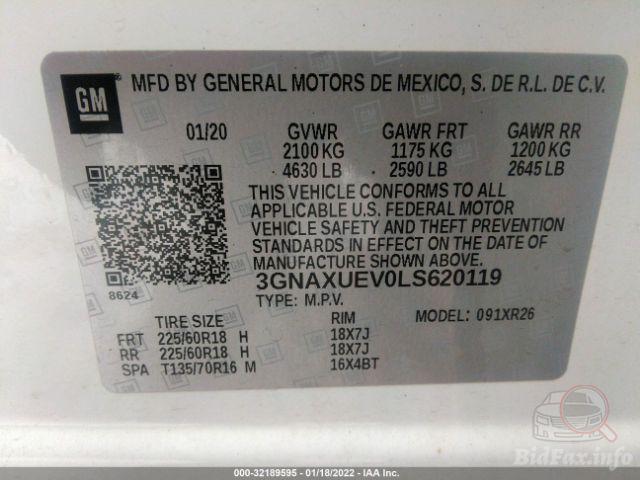 GM MFD BY GENERAL MOTORS DE MEXICO, S. DE R.L. DE C.V.
01/20 GVWR GAWR FRT GAWR RR
2100 KG 1175 KG 1200 KG
4630 LB 2590 LB 2645 LB
THIS VEHICLE CONFORMS TO ALL
APPLICABLE U.S. FEDERAL MOTOR
VEHICLE SAFETY AND THEFT PREVENTION
STANDARDS IN EFFECT ON THE DATE OF
MANUFACTURE SHOWN ABOVE.
8624 3GNAXUEV0LS620119
TYPE: M.P.V. MODEL: 091XR26
TIRE SIZE RIM
FRT 225/60R18 H 18X7J
RR 225/60R18 H 18X7J
SPA T135/70R16 M 16X4BT
BidFax.info
000-32189595 - 01/18/2022 - IAA Inc.